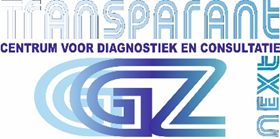 TRANSPARANT
CENTRUM VOOR DIAGNOSTIEK EN CONSULTATIE
GGZ
NEXT